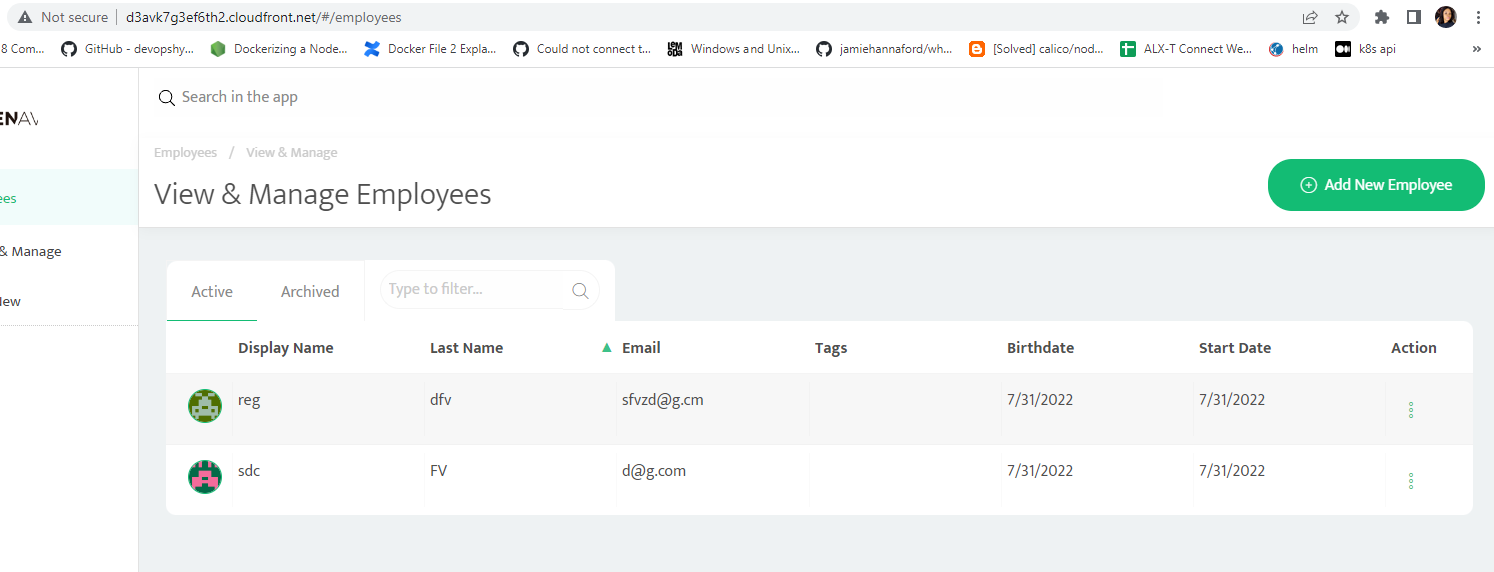 Not secure d3avk7g3ef6th2.cloudfront.net/#/employees
8 Com... GitHub - devopshy... Dockerizing a Node... Docker File 2 Expla... Could not connect t... Windows and Unix... jamiehannaford/wh... [Solved] calico/nod... ALX-T Connect We... helm k8s api »
Search in the app
ENAV
Employees / View & Manage
View & Manage Employees
Add New Employee
ees
& Manage
New
Active Archived Type to filter...
Display Name Last Name ▲ Email Tags Birthdate Start Date Action
reg dfv sfvzd@g.cm 7/31/2022 7/31/2022
sdc FV d@g.com 7/31/2022 7/31/2022